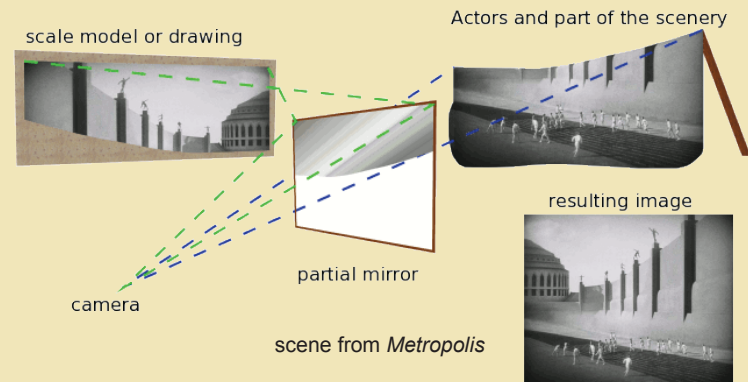 Actors and part of the scenery
scale model or drawing
resulting image
partial mirror
camera
scene from Metropolis